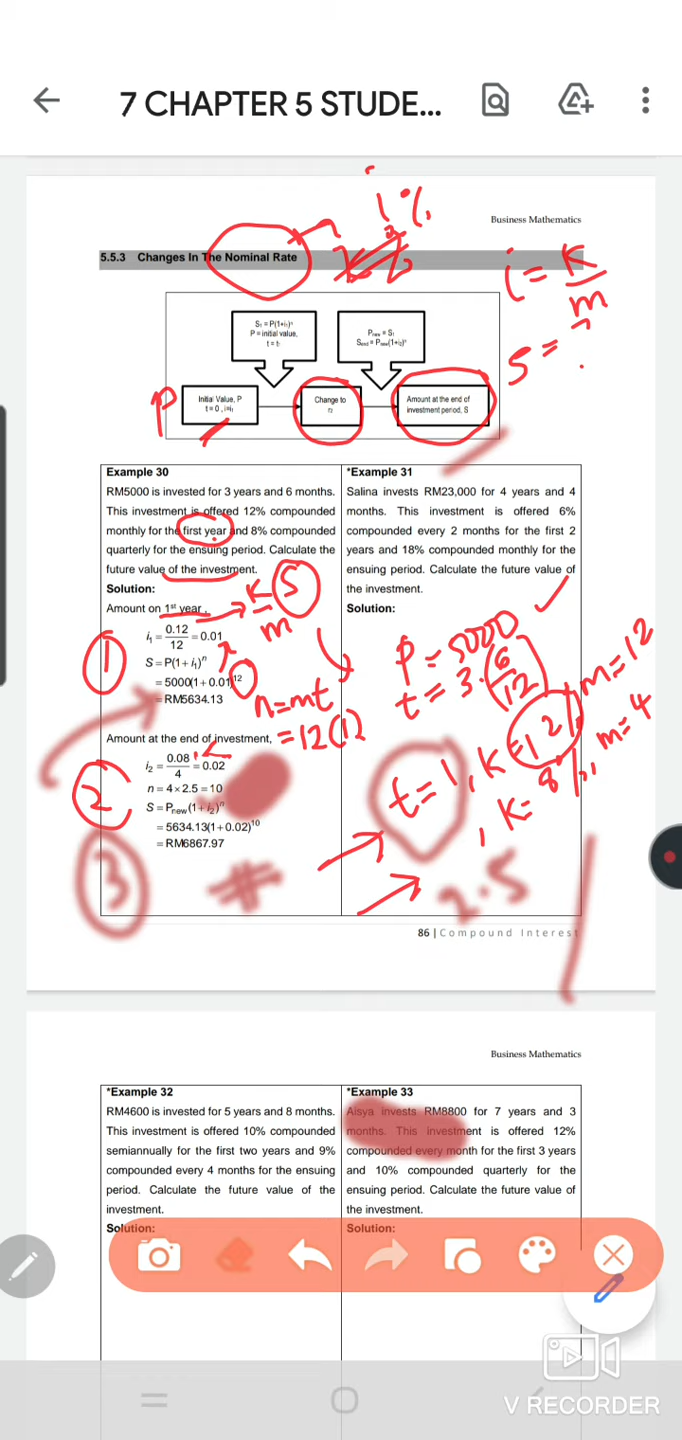 7 CHAPTER 5 STUDE...
Business Mathematics
5.5.3 Changes In The Nominal Rate
1%
i = K/m
S = ?
S₁ = P(1+i₁)ⁿ
P = initial value,
t = t₁
Pnew = S₁
Send = Pnew(1+i₂)ⁿ
P
Initial Value, P
t = 0 , i=i₁
Change to
r₂
Amount at the end of
investment period, S
Example 30
RM5000 is invested for 3 years and 6 months.
This investment is offered 12% compounded
monthly for the first year and 8% compounded
quarterly for the ensuing period. Calculate the
future value of the investment.
Solution:
Amount on 1st year,
K/m
S
1
i₁ = 0.12/12 = 0.01
S = P(1+i₁)ⁿ
= 5000(1+0.01)¹²
= RM5634.13
n = mt
= 12(1)
Amount at the end of investment,
2
i₂ = 0.08/4 = 0.02
n = 4×2.5 = 10
S = Pnew(1+i₂)ⁿ
= 5634.13(1+0.02)¹⁰
= RM6867.97
3
#
*Example 31
Salina invests RM23,000 for 4 years and 4
months. This investment is offered 6%
compounded every 2 months for the first 2
years and 18% compounded monthly for the
ensuing period. Calculate the future value of
the investment.
Solution:
P = 5000
t = 3 (6/12)
t = 1, K = 12%, m = 12
2.5, K = 8%, m = 4
86 | Compound Interest
Business Mathematics
*Example 32
RM4600 is invested for 5 years and 8 months.
This investment is offered 10% compounded
semiannually for the first two years and 9%
compounded every 4 months for the ensuing
period. Calculate the future value of the
investment.
Solution:
*Example 33
Aisya invests RM8800 for 7 years and 3
months. This investment is offered 12%
compounded every month for the first 3 years
and 10% compounded quarterly for the
ensuing period. Calculate the future value of
the investment.
Solution:
V RECORDER